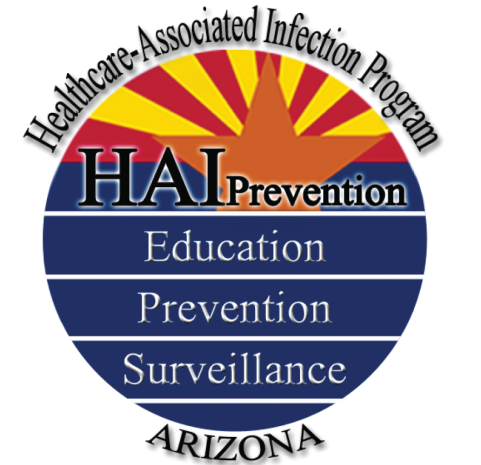 Healthcare-Associated Infection Program
HAI Prevention
Education
Prevention
Surveillance
ARIZONA